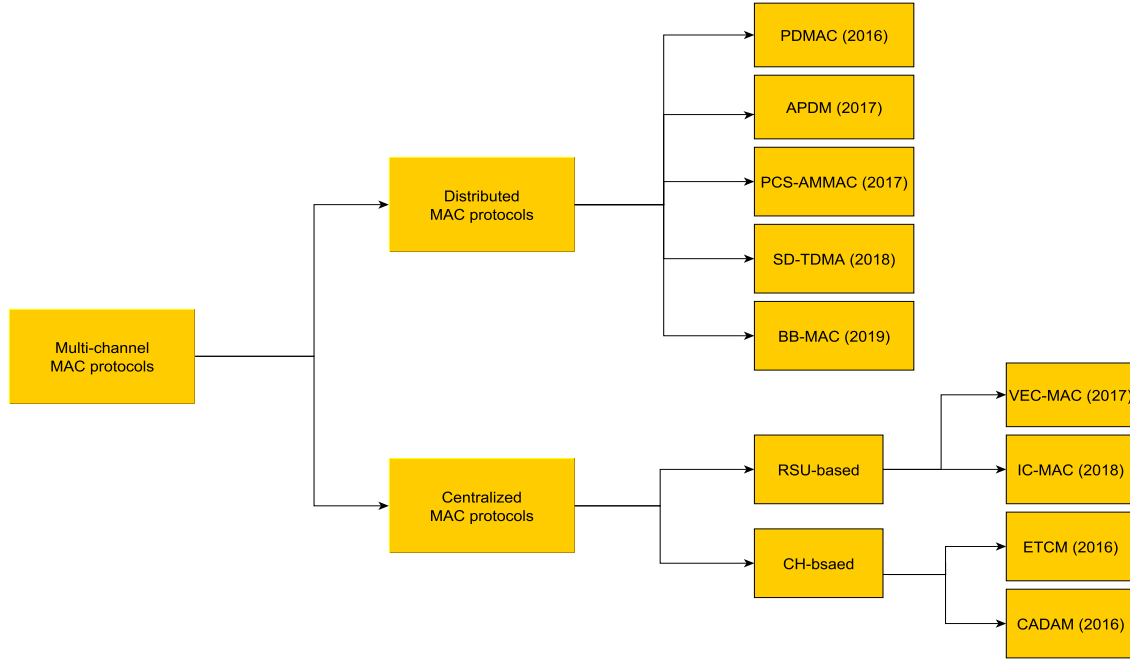 PDMAC (2016)
APDM (2017)
Distributed
MAC protocols
PCS-AMMAC (2017)
SD-TDMA (2018)
BB-MAC (2019)
Multi-channel
MAC protocols
VEC-MAC (2017)
Centralized
MAC protocols
RSU-based
IC-MAC (2018)
CH-bsaed
ETCM (2016)
CADAM (2016)